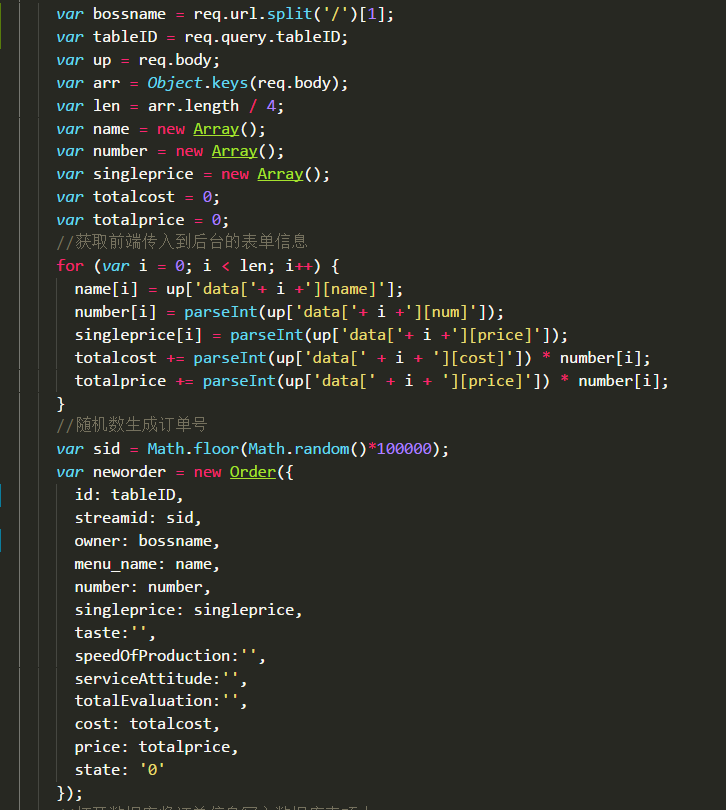 var bossname = req.url.split('/')[1];
var tableID = req.query.tableID;
var up = req.body;
var arr = Object.keys(req.body);
var len = arr.length / 4;
var name = new Array();
var number = new Array();
var singleprice = new Array();
var totalcost = 0;
var totalprice = 0;
//获取前端传入到后台的表单信息
for (var i = 0; i < len; i++) {
name[i] = up['data['+ i +'][name]'];
number[i] = parseInt(up['data['+ i +'][num]']);
singleprice[i] = parseInt(up['data['+ i +'][price]']);
totalcost += parseInt(up['data[' + i + '][cost]']) * number[i];
totalprice += parseInt(up['data[' + i + '][price]']) * number[i];
}
//随机数生成订单号
var sid = Math.floor(Math.random()*100000);
var neworder = new Order({
id: tableID,
streamid: sid,
owner: bossname,
menu_name: name,
number: number,
singleprice: singleprice,
taste:'',
speedOfProduction:'',
serviceAttitude:'',
totalEvaluation:'',
cost: totalcost,
price: totalprice,
state: '0'
});